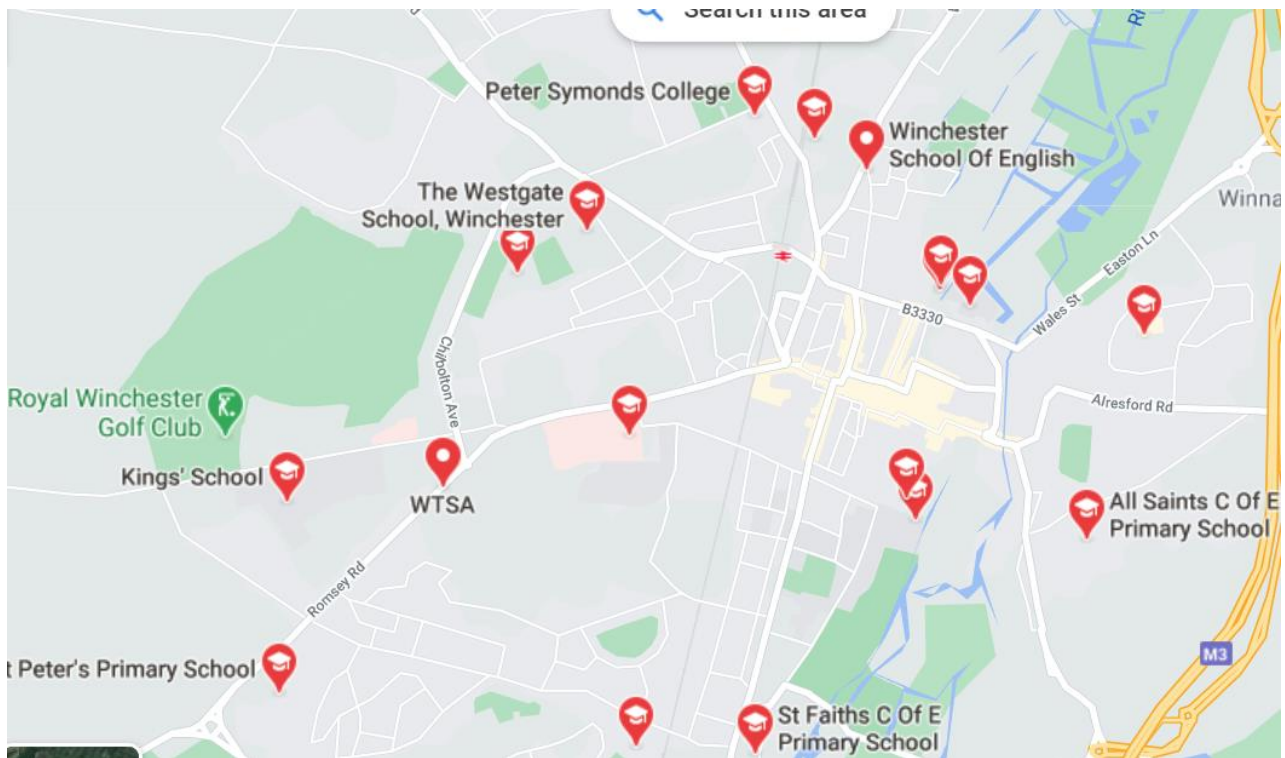 Search this area
Ri
Peter Symonds College
Winchester
School Of English
The Westgate
School, Winchester
Winna
Easton Ln
B3330
Wales St
Chilbolton Ave
Alresford Rd
Royal Winchester
Golf Club
Kings' School
WTSA
All Saints C Of E
Primary School
Romsey Rd
t Peter's Primary School
M3
St Faiths C Of E
Primary School